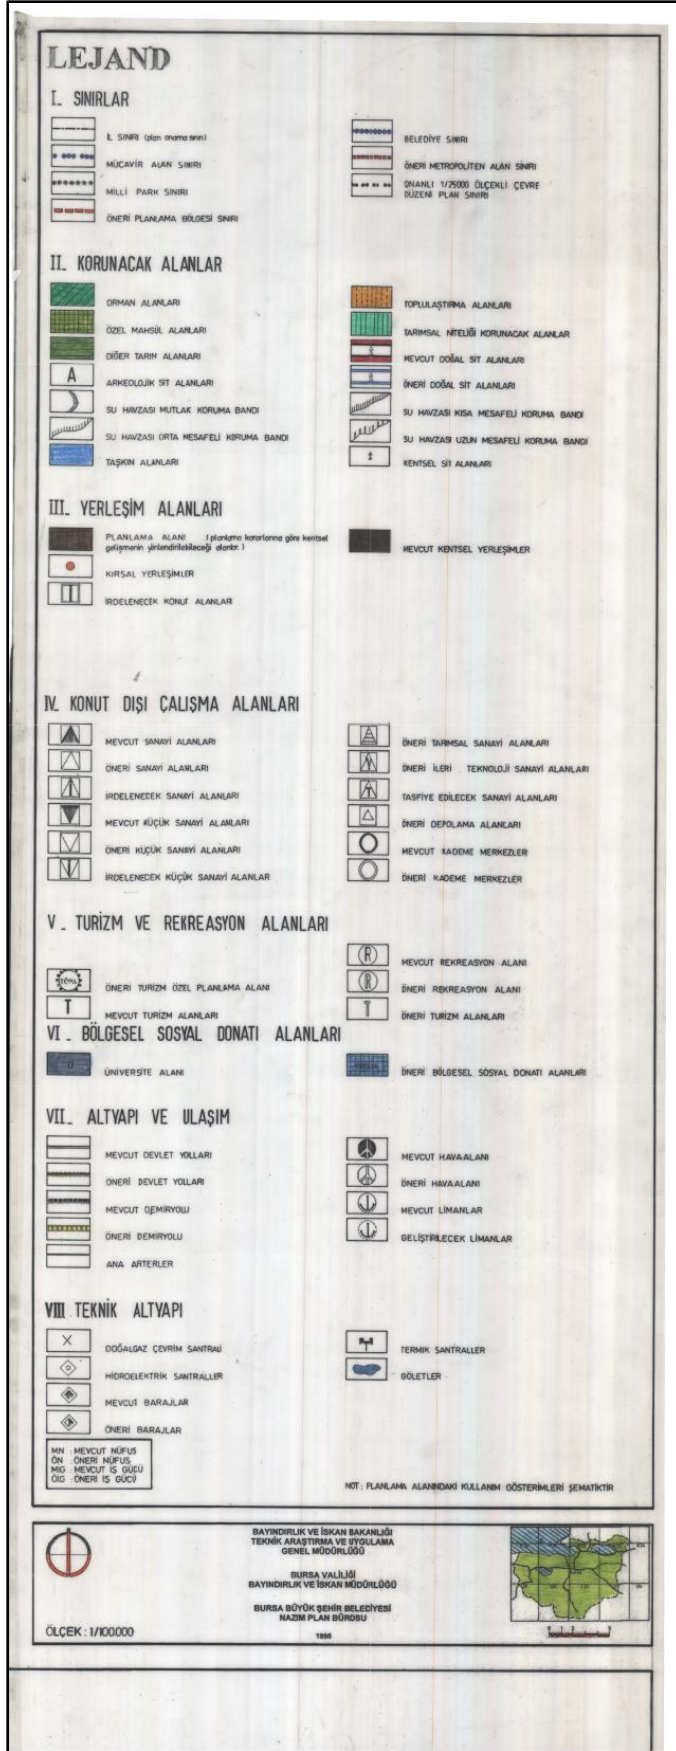 LEJAND
I_ SINIRLAR
İL SINIRI (plan onama sınırı)
MÜCAVİR ALAN SINIRI
MİLLİ PARK SINIRI
ÖNERİ PLANLAMA BÖLGESİ SINIRI
BELEDİYE SINIRI
ÖNERİ METROPOLİTEN ALAN SINIRI
ONANLI 1/25000 ÖLÇEKLİ ÇEVRE
DÜZENİ PLAN SINIRI
II_ KORUNACAK ALANLAR
ORMAN ALANLARI
ÖZEL MAHSÜL ALANLARI
DİĞER TARIN ALANLARI
A ARKEOLOJİK SİT ALANLARI
SU HAVZASI MUTLAK KORUMA BANDI
SU HAVZASI ORTA MESAFELİ KORUMA BANDI
TAŞKIN ALANLARI
TOPLULAŞTIRMA ALANLARI
TARIMSAL NİTELİĞİ KORUNACAK ALANLAR
MEVCUT DOĞAL SİT ALANLARI
ÖNERİ DOĞAL SİT ALANLARI
SU HAVZASI KISA MESAFELİ KORUMA BANDI
SU HAVZASI UZUN MESAFELİ KORUMA BANDI
KENTSEL SİT ALANLARI
III_ YERLEŞİM ALANLARI
PLANLAMA ALANI (planlama kararlarına göre kentsel
gelişmenin yönlendirilebileceği alanlar.)
KIRSAL YERLEŞİMLER
İRDELENECEK KONUT ALANLARI
MEVCUT KENTSEL YERLEŞİMLER
IV_ KONUT DIŞI ÇALIŞMA ALANLARI
MEVCUT SANAYİ ALANLARI
ÖNERİ SANAYİ ALANLARI
İRDELENECEK SANAYİ ALANLARI
MEVCUT KÜÇÜK SANAYİ ALANLARI
ÖNERİ KÜÇÜK SANAYİ ALANLARI
İRDELENECEK KÜÇÜK SANAYİ ALANLAR
ÖNERİ TARIMSAL SANAYİ ALANLARI
ÖNERİ İLERİ TEKNOLOJİ SANAYİ ALANLARI
TASFİYE EDİLECEK SANAYİ ALANLARI
ÖNERİ DEPOLAMA ALANLARI
MEVCUT KADEME MERKEZLER
ÖNERİ KADEME MERKEZLER
V_ TURİZM VE REKREASYON ALANLARI
ÖNERİ TURİZM ÖZEL PLANLAMA ALANI
T MEVCUT TURİZM ALANLARI
R MEVCUT REKREASYON ALANI
R ÖNERİ REKREASYON ALANI
T ÖNERİ TURİZM ALANLARI
VI_ BÖLGESEL SOSYAL DONATI ALANLARI
ÜNİVERSİTE ALANI
ÖNERİ BÖLGESEL SOSYAL DONATI ALANLARI
VII_ ALTYAPI VE ULAŞIM
MEVCUT DEVLET YOLLARI
ÖNERİ DEVLET YOLLARI
MEVCUT DEMİRYOLU
ÖNERİ DEMİRYOLU
ANA ARTERLER
MEVCUT HAVAALANI
ÖNERİ HAVAALANI
MEVCUT LİMANLAR
GELİŞTİRİLECEK LİMANLAR
VIII TEKNİK ALTYAPI
DOĞALGAZ ÇEVRİM SANTRALİ
HİDROELEKTRİK SANTRALLER
MEVCUT BARAJLAR
ÖNERİ BARAJLAR
TERMİK SANTRALLER
GÖLETLER
MN : MEVCUT NÜFUS
ÖN : ÖNERİ NÜFUS
MİG : MEVCUT İŞ GÜCÜ
ÖİG : ÖNERİ İŞ GÜCÜ
NOT : PLANLAMA ALANINDAKİ KULLANIM GÖSTERİMLERİ ŞEMATİKTİR
BAYINDIRLIK VE İSKAN BAKANLIĞI
TEKNİK ARAŞTIRMA VE UYGULAMA
GENEL MÜDÜRLÜĞÜ
BURSA VALİLİĞİ
BAYINDIRLIK VE İSKAN MÜDÜRLÜĞÜ
BURSA BÜYÜK ŞEHİR BELEDİYESİ
NAZIM PLAN BÜROSU
ÖLÇEK : 1/100000